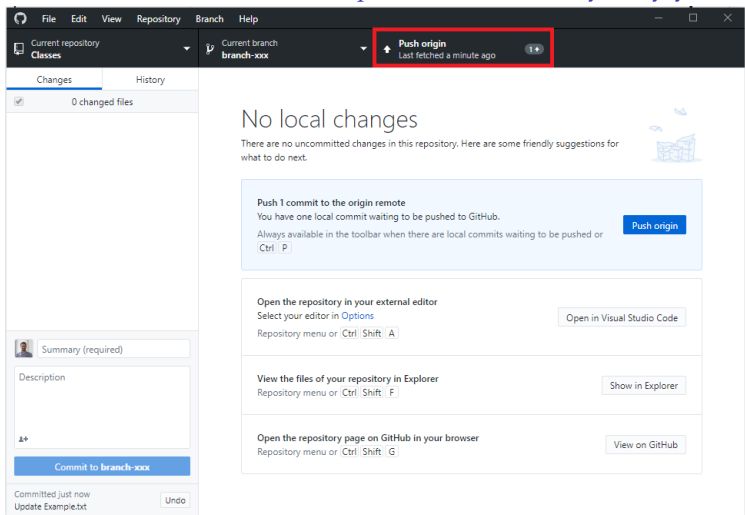 File Edit View Repository Branch Help
Current repository
Classes
Current branch
branch-xxx
Push origin
Last fetched a minute ago
1
Changes History
0 changed files
No local changes
There are no uncommitted changes in this repository. Here are some friendly suggestions for
what to do next.
Push 1 commit to the origin remote
You have one local commit waiting to be pushed to GitHub.
Always available in the toolbar when there are local commits waiting to be pushed or
Ctrl P
Push origin
Open the repository in your external editor
Select your editor in Options
Repository menu or Ctrl Shift A
Open in Visual Studio Code
View the files of your repository in Explorer
Repository menu or Ctrl Shift F
Show in Explorer
Open the repository page on GitHub in your browser
Repository menu or Ctrl Shift G
View on GitHub
Summary (required)
Description
Commit to branch-xxx
Committed just now
Update Example.txt
Undo